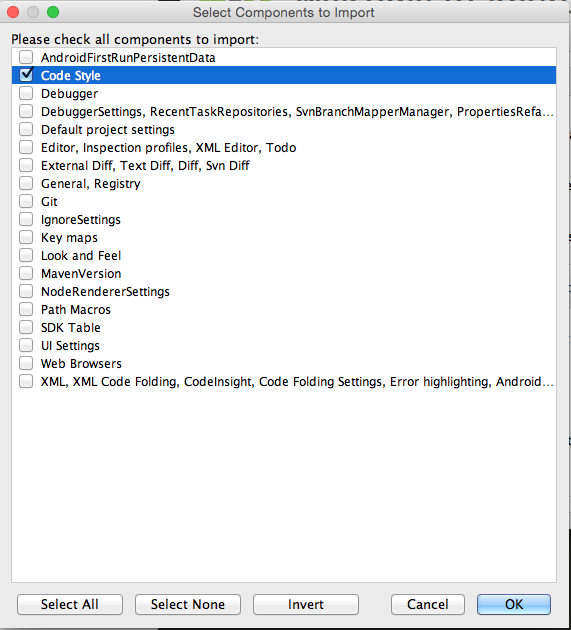 Select Components to Import
Please check all components to import:
AndroidFirstRunPersistentData
Code Style
Debugger
DebuggerSettings, RecentTaskRepositories, SvnBranchMapperManager, PropertiesRefa...
Default project settings
Editor, Inspection profiles, XML Editor, Todo
External Diff, Text Diff, Diff, Svn Diff
General, Registry
Git
IgnoreSettings
Key maps
Look and Feel
MavenVersion
NodeRendererSettings
Path Macros
SDK Table
UI Settings
Web Browsers
XML, XML Code Folding, CodeInsight, Code Folding Settings, Error highlighting, Android...
Select All Select None Invert Cancel OK